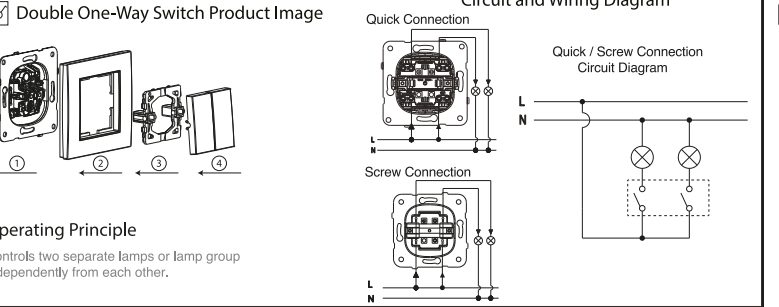 Double One-Way Switch Product Image
1
2
3
4
perating Principle
ontrols two separate lamps or lamp group
dependently from each other.
Circuit and Wiring Diagram
Quick Connection
L
N
Screw Connection
L
N
Quick / Screw Connection
Circuit Diagram
L
N